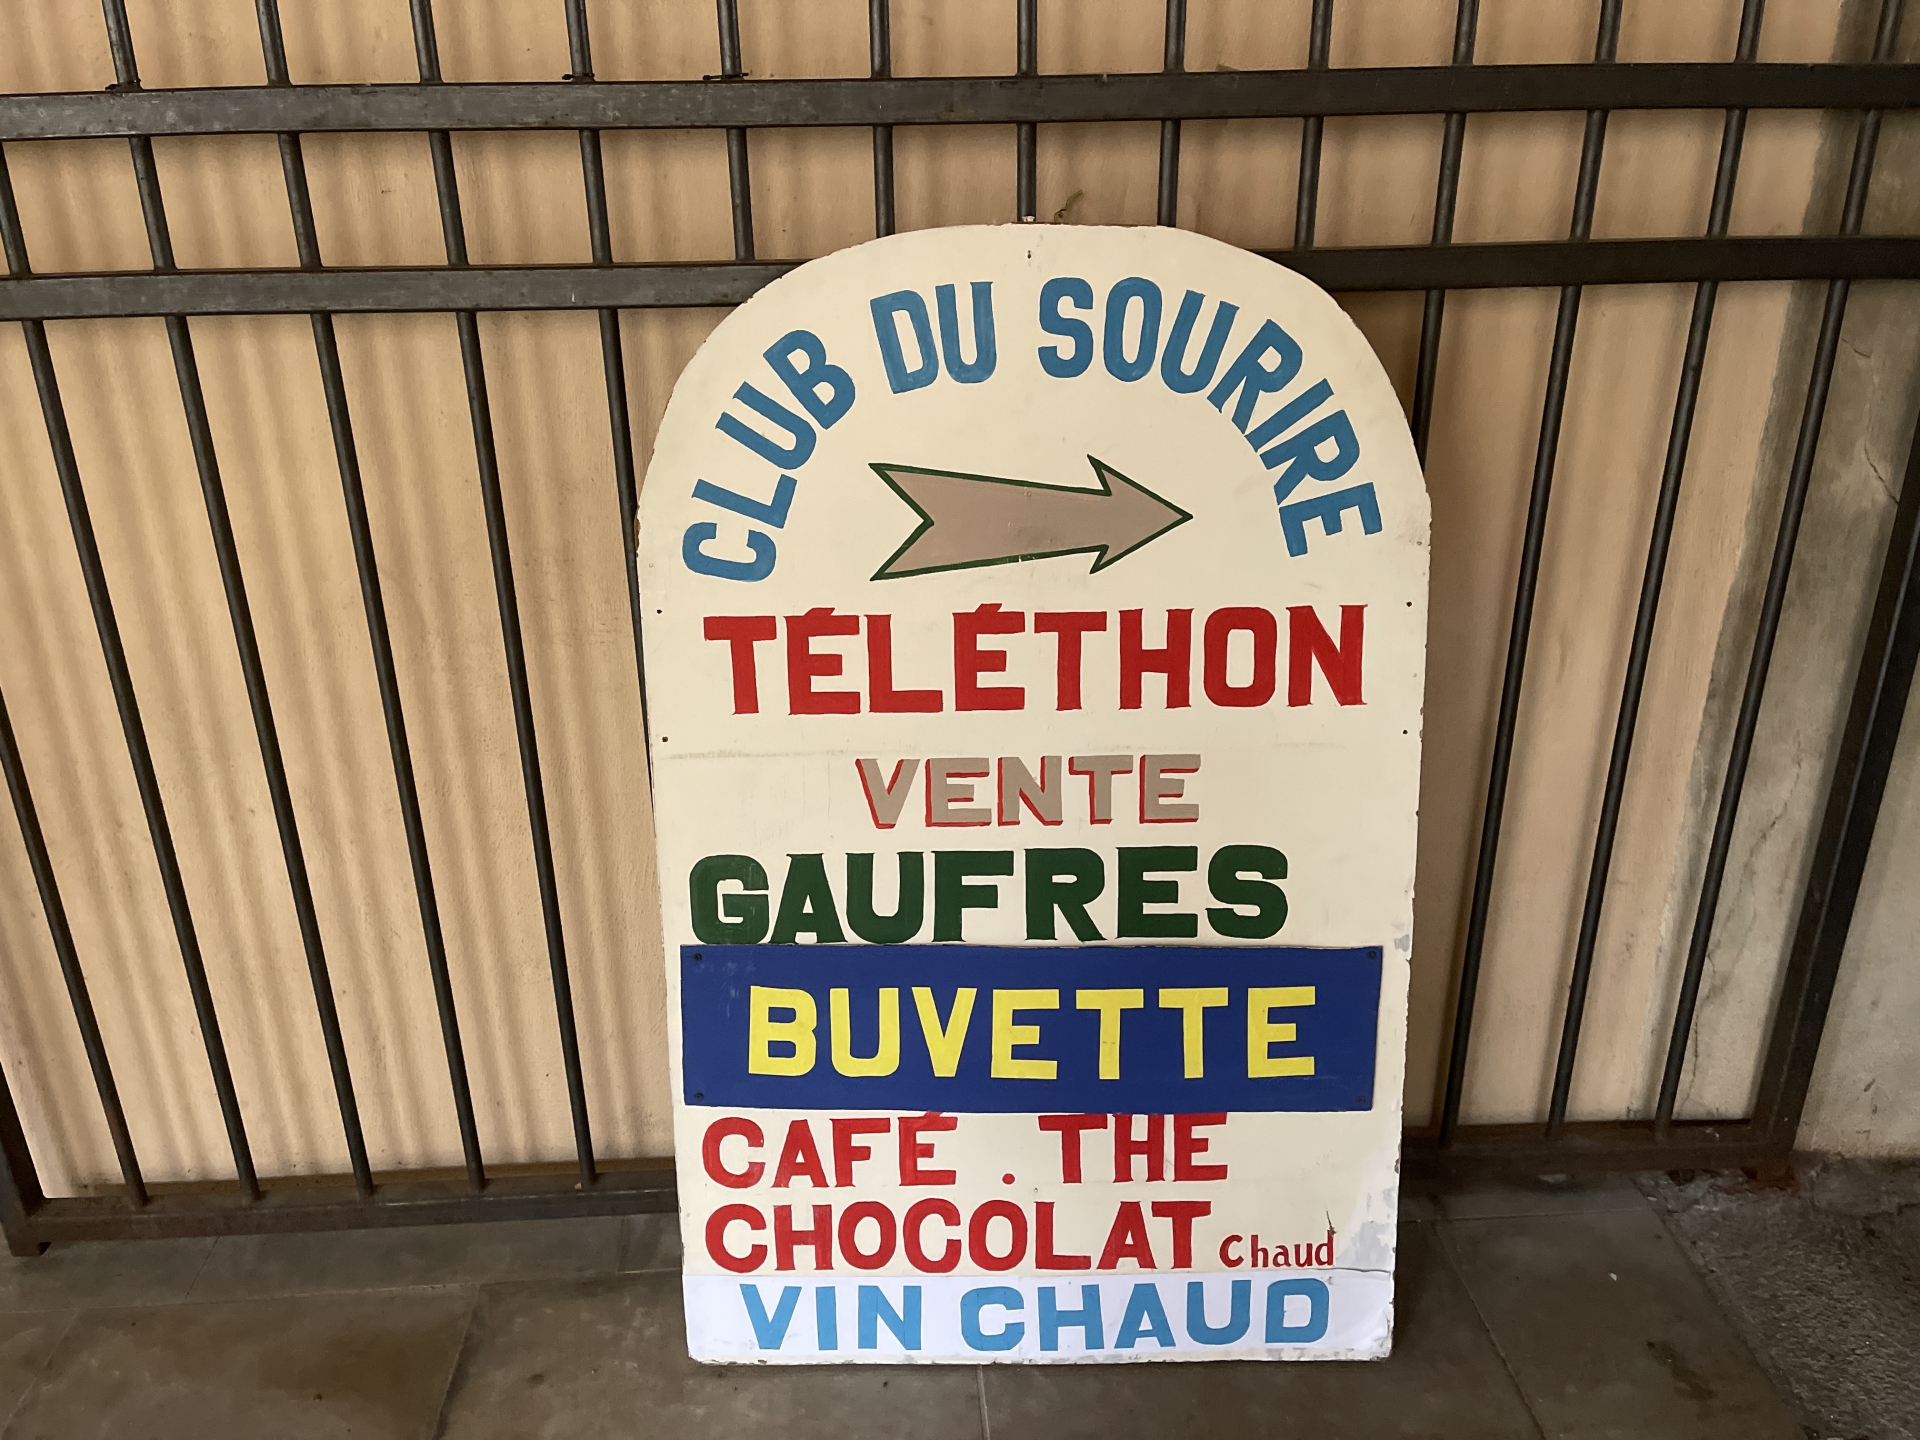 CLUB DU SOURIRE
TÉLÉTHON
VENTE
GAUFRES
BUVETTE
CAFÉ . THE
CHOCOLAT Chaud
VIN CHAUD